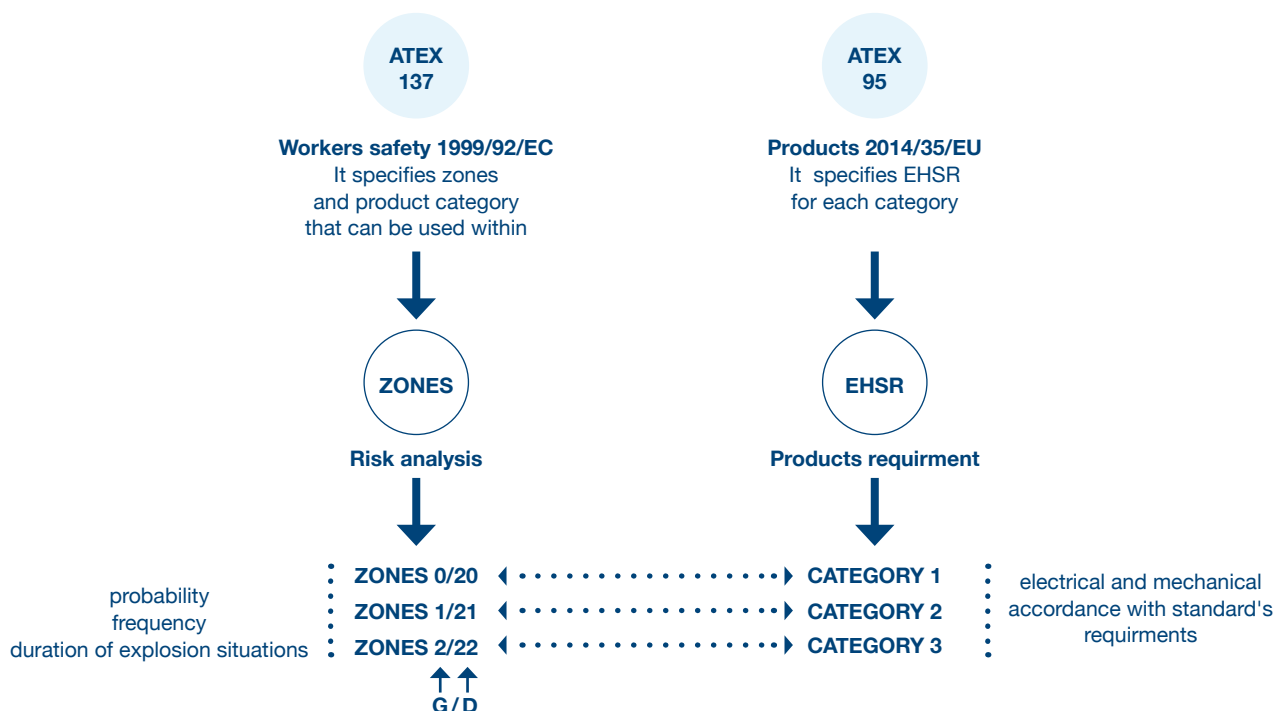 ATEX
137
Workers safety 1999/92/EC
It specifies zones
and product category
that can be used within
ZONES
Risk analysis
ATEX
95
Products 2014/35/EU
It specifies EHSR
for each category
EHSR
Products requirment
probability
frequency
duration of explosion situations
ZONES 0/20
CATEGORY 1
ZONES 1/21
CATEGORY 2
ZONES 2/22
CATEGORY 3
G / D
electrical and mechanical
accordance with standard's
requirments